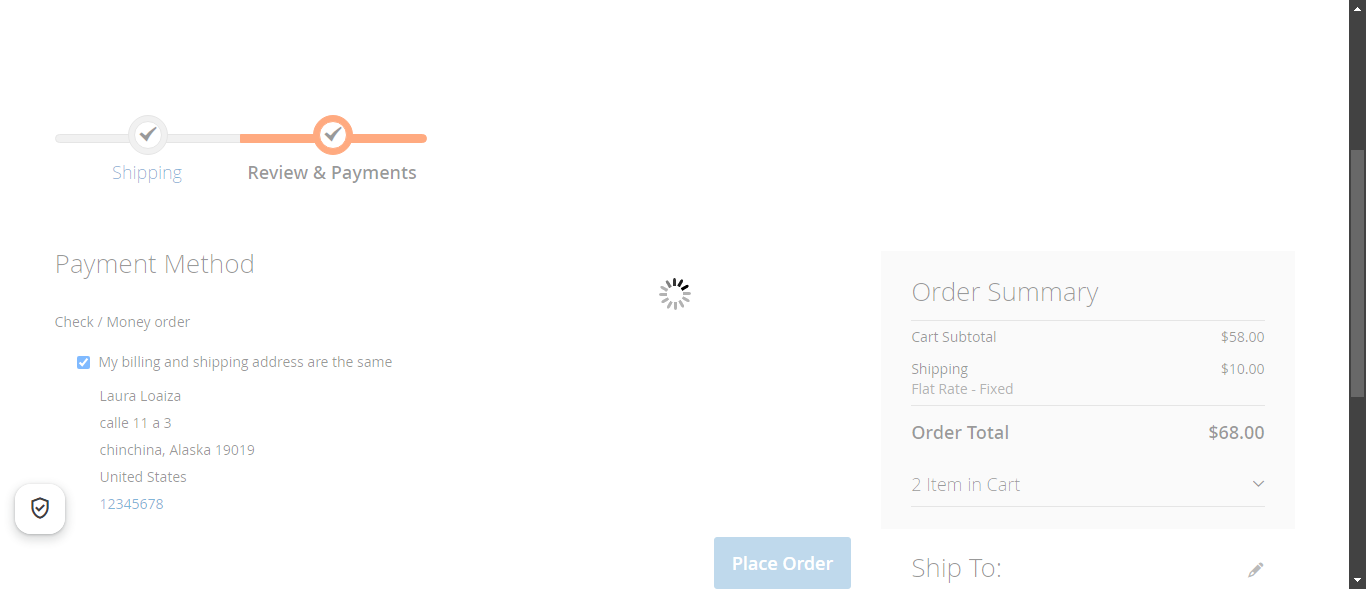 Shipping
Review & Payments
Payment Method
Check / Money order
My billing and shipping address are the same
Laura Loaiza
calle 11 a 3
chinchina, Alaska 19019
United States
12345678
Place Order
Order Summary
Cart Subtotal $58.00
Shipping $10.00
Flat Rate - Fixed
Order Total $68.00
2 Item in Cart
Ship To: